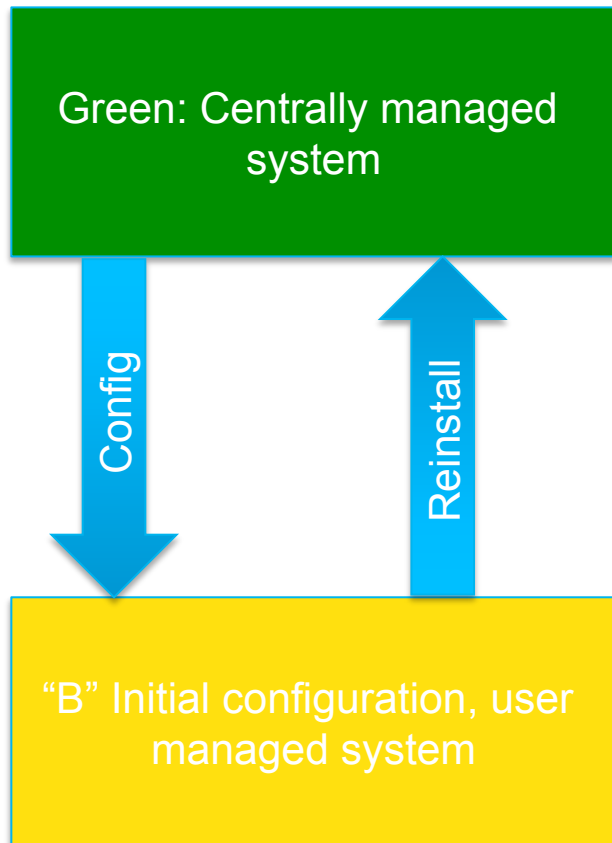 Green: Centrally managed
system
Config
Reinstall
“B” Initial configuration, user
managed system